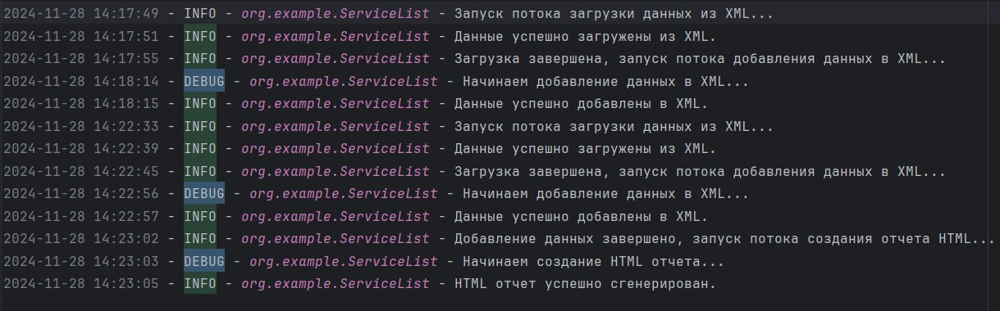 2024-11-28 14:17:49 - INFO - org.example.ServiceList - Запуск потока загрузки данных из XML...
2024-11-28 14:17:51 - INFO - org.example.ServiceList - Данные успешно загружены из XML.
2024-11-28 14:17:55 - INFO - org.example.ServiceList - Загрузка завершена, запуск потока добавления данных в XML...
2024-11-28 14:18:14 - DEBUG - org.example.ServiceList - Начинаем добавление данных в XML...
2024-11-28 14:18:15 - INFO - org.example.ServiceList - Данные успешно добавлены в XML.
2024-11-28 14:22:33 - INFO - org.example.ServiceList - Запуск потока загрузки данных из XML...
2024-11-28 14:22:39 - INFO - org.example.ServiceList - Данные успешно загружены из XML.
2024-11-28 14:22:45 - INFO - org.example.ServiceList - Загрузка завершена, запуск потока добавления данных в XML...
2024-11-28 14:22:56 - DEBUG - org.example.ServiceList - Начинаем добавление данных в XML...
2024-11-28 14:22:57 - INFO - org.example.ServiceList - Данные успешно добавлены в XML.
2024-11-28 14:23:02 - INFO - org.example.ServiceList - Добавление данных завершено, запуск потока создания отчета HTML...
2024-11-28 14:23:03 - DEBUG - org.example.ServiceList - Начинаем создание HTML отчета...
2024-11-28 14:23:05 - INFO - org.example.ServiceList - HTML отчет успешно сгенерирован.